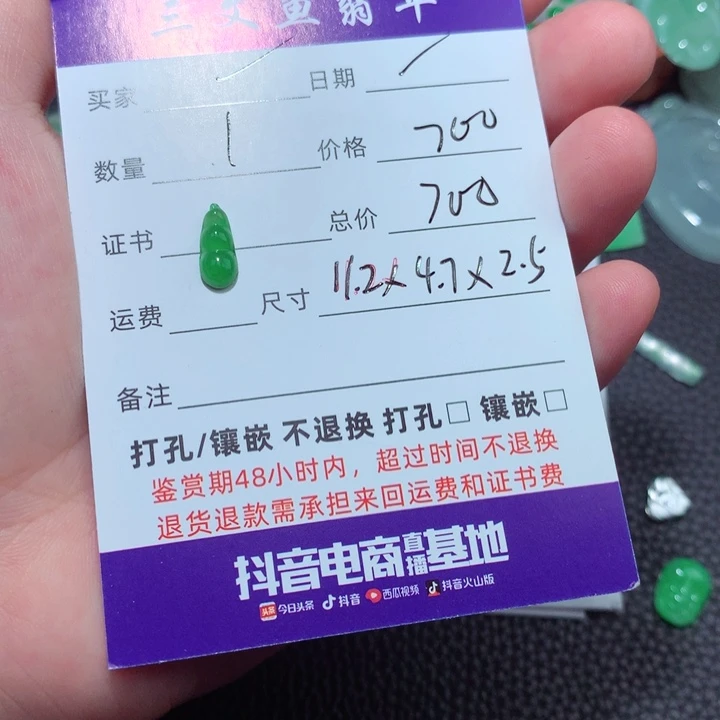 买家 日期
数量 1 价格 700
证书 总价 700
运费 尺寸 11.2×4.7×2.5
备注
打孔/镶嵌 不退换 打孔□ 镶嵌□
鉴赏期48小时内，超过时间不退换
退货退款需承担来回运费和证书费
抖音电商直播基地
头条 今日头条 抖音 西瓜视频 抖音火山版